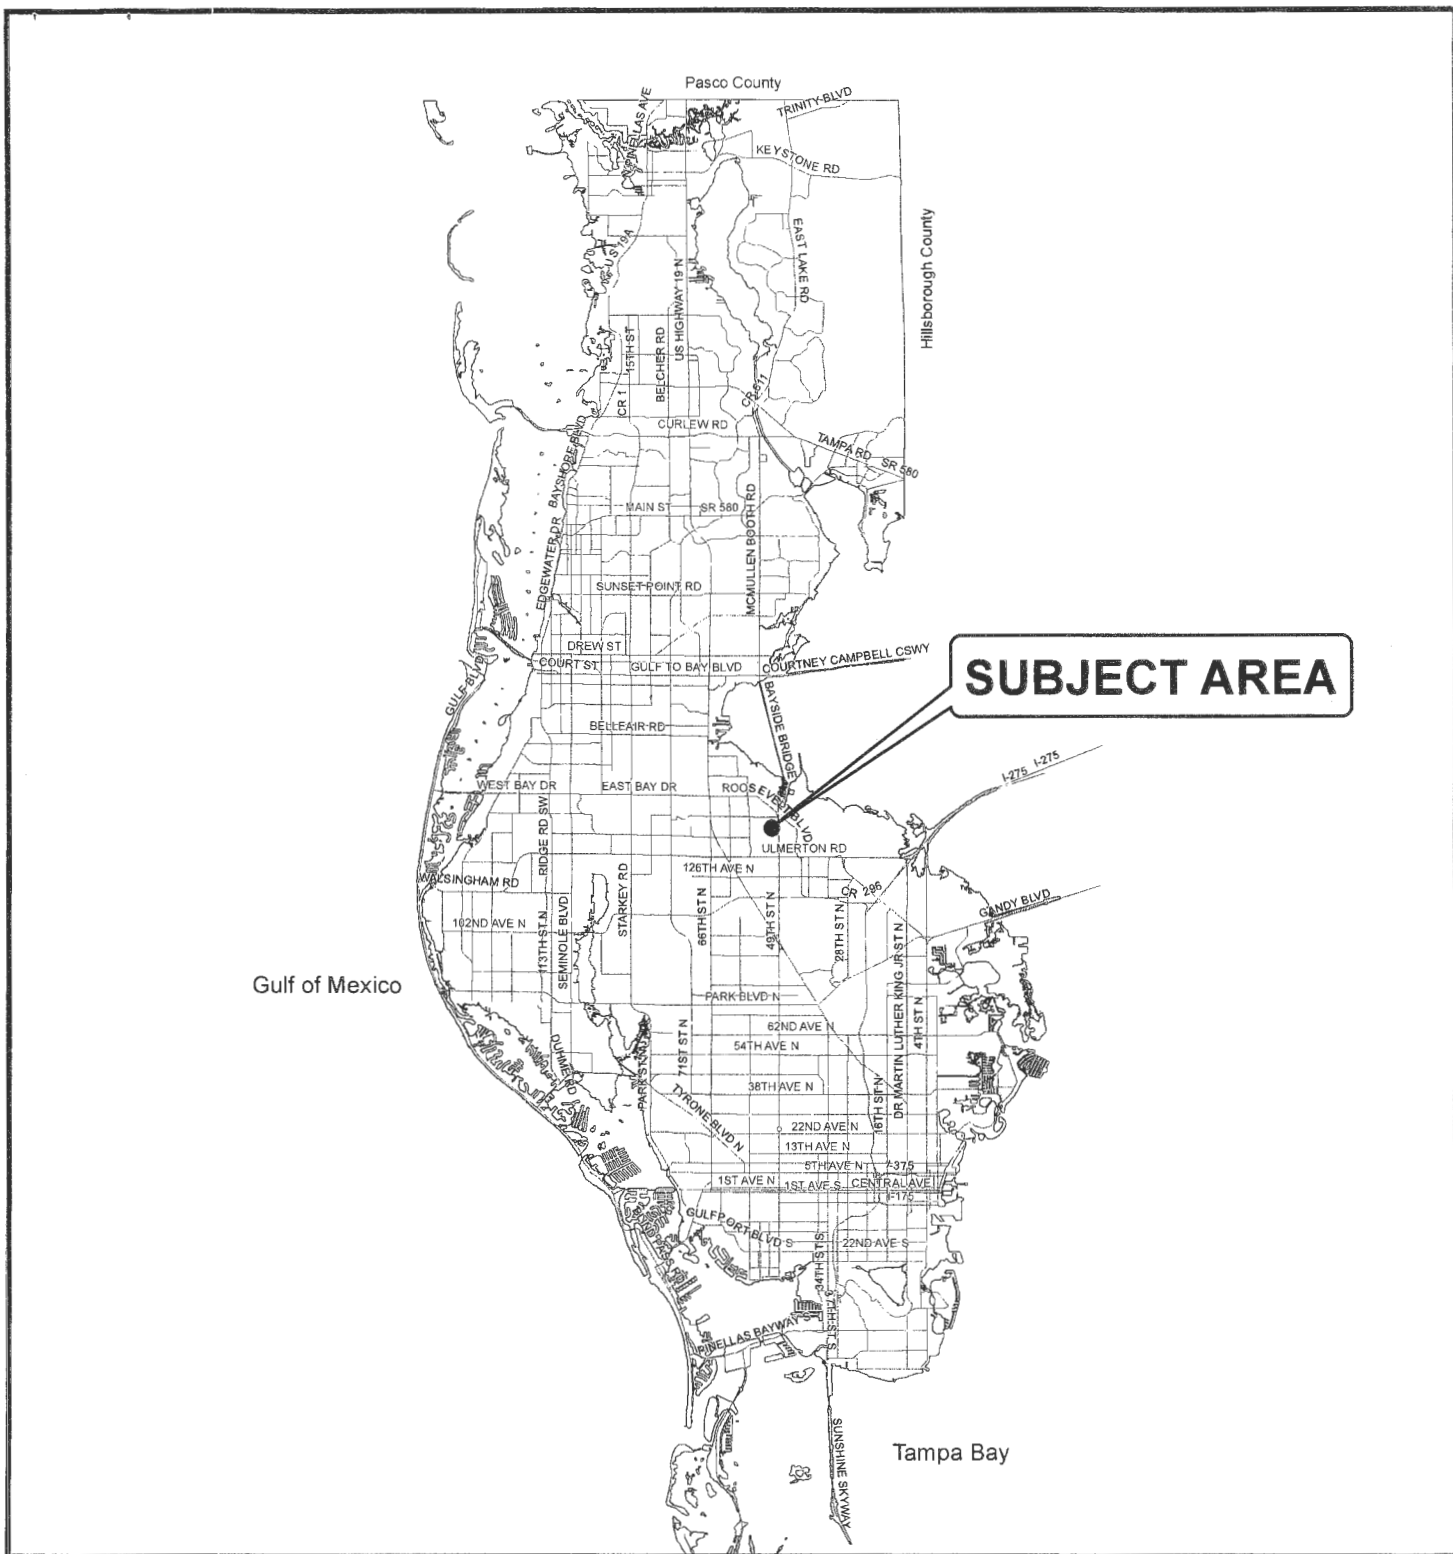 Pasco County
TRINITY BLVD
PINELLAS AVE
KEYSTONE RD
Hillsborough County
EAST LAKE RD
US 19A
US HIGHWAY 19 N
15TH ST
BELCHER RD
CR 1
CR 611
CURLEW RD
TAMPA RD
SR 580
BAYSHORE BLVD
MAIN ST
SR 580
MCMULLEN BOOTH RD
EDGEWATER DR
SUNSET POINT RD
DREW ST
COURT ST
GULF TO BAY BLVD
COURTNEY CAMPBELL CSWY
SUBJECT AREA
GULF BLVD
BAYSIDE BRIDGE
BELLEAIR RD
I-275
I-275
WEST BAY DR
EAST BAY DR
ROOSEVELT BLVD
ULMERTON RD
RIDGE RD SW
126TH AVE N
WALSINGHAM RD
STARKEY RD
CR 296
GANDY BLVD
102ND AVE N
113TH ST N
SEMINOLE BLVD
66TH ST N
49TH ST N
28TH ST N
Gulf of Mexico
PARK BLVD N
DR MARTIN LUTHER KING JR ST N
4TH ST N
62ND AVE N
54TH AVE N
71ST ST N
DUHME RD
PARK ST N
38TH AVE N
16TH ST N
TYRONE BLVD N
22ND AVE N
13TH AVE N
5TH AVE N
I-375
1ST AVE N
1ST AVE S
CENTRAL AVE
I-175
GULFPORT BLVD S
22ND AVE S
34TH ST S
37TH ST S
PINELLAS BAYWAY S
SUNSHINE SKYWAY
Tampa Bay